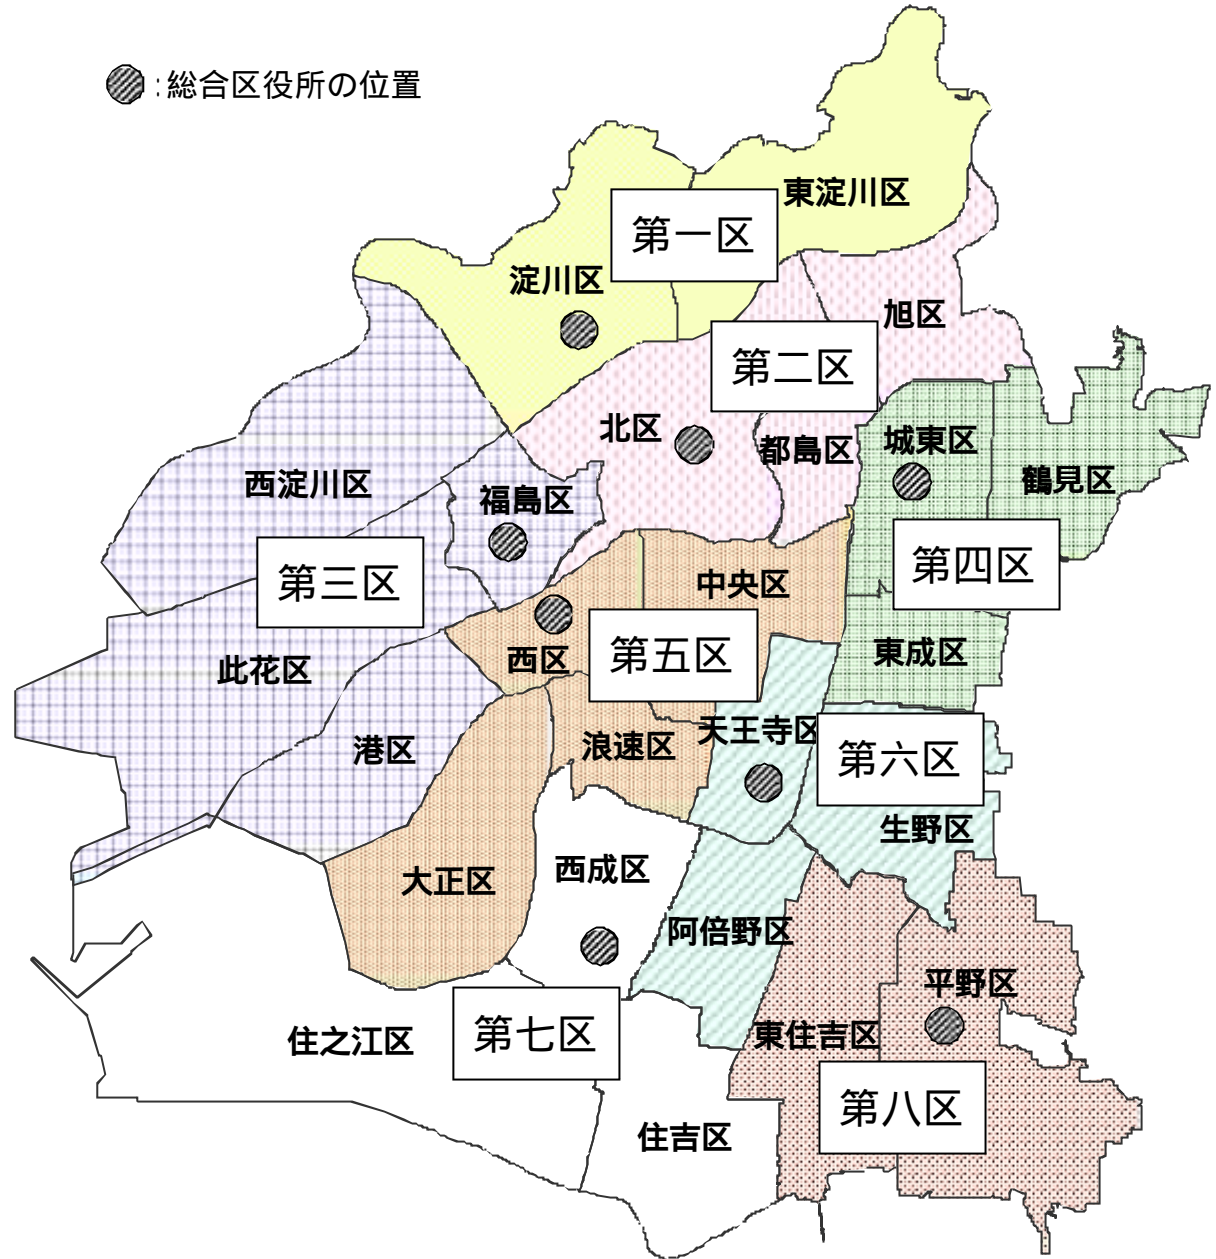 :総合区役所の位置
東淀川区
第一区
淀川区
旭区
第二区
北区
都島区
城東区
鶴見区
西淀川区
福島区
第三区
第四区
中央区
西区
第五区
東成区
此花区
港区
浪速区
天王寺区
第六区
生野区
大正区
西成区
阿倍野区
平野区
住之江区
第七区
東住吉区
第八区
住吉区